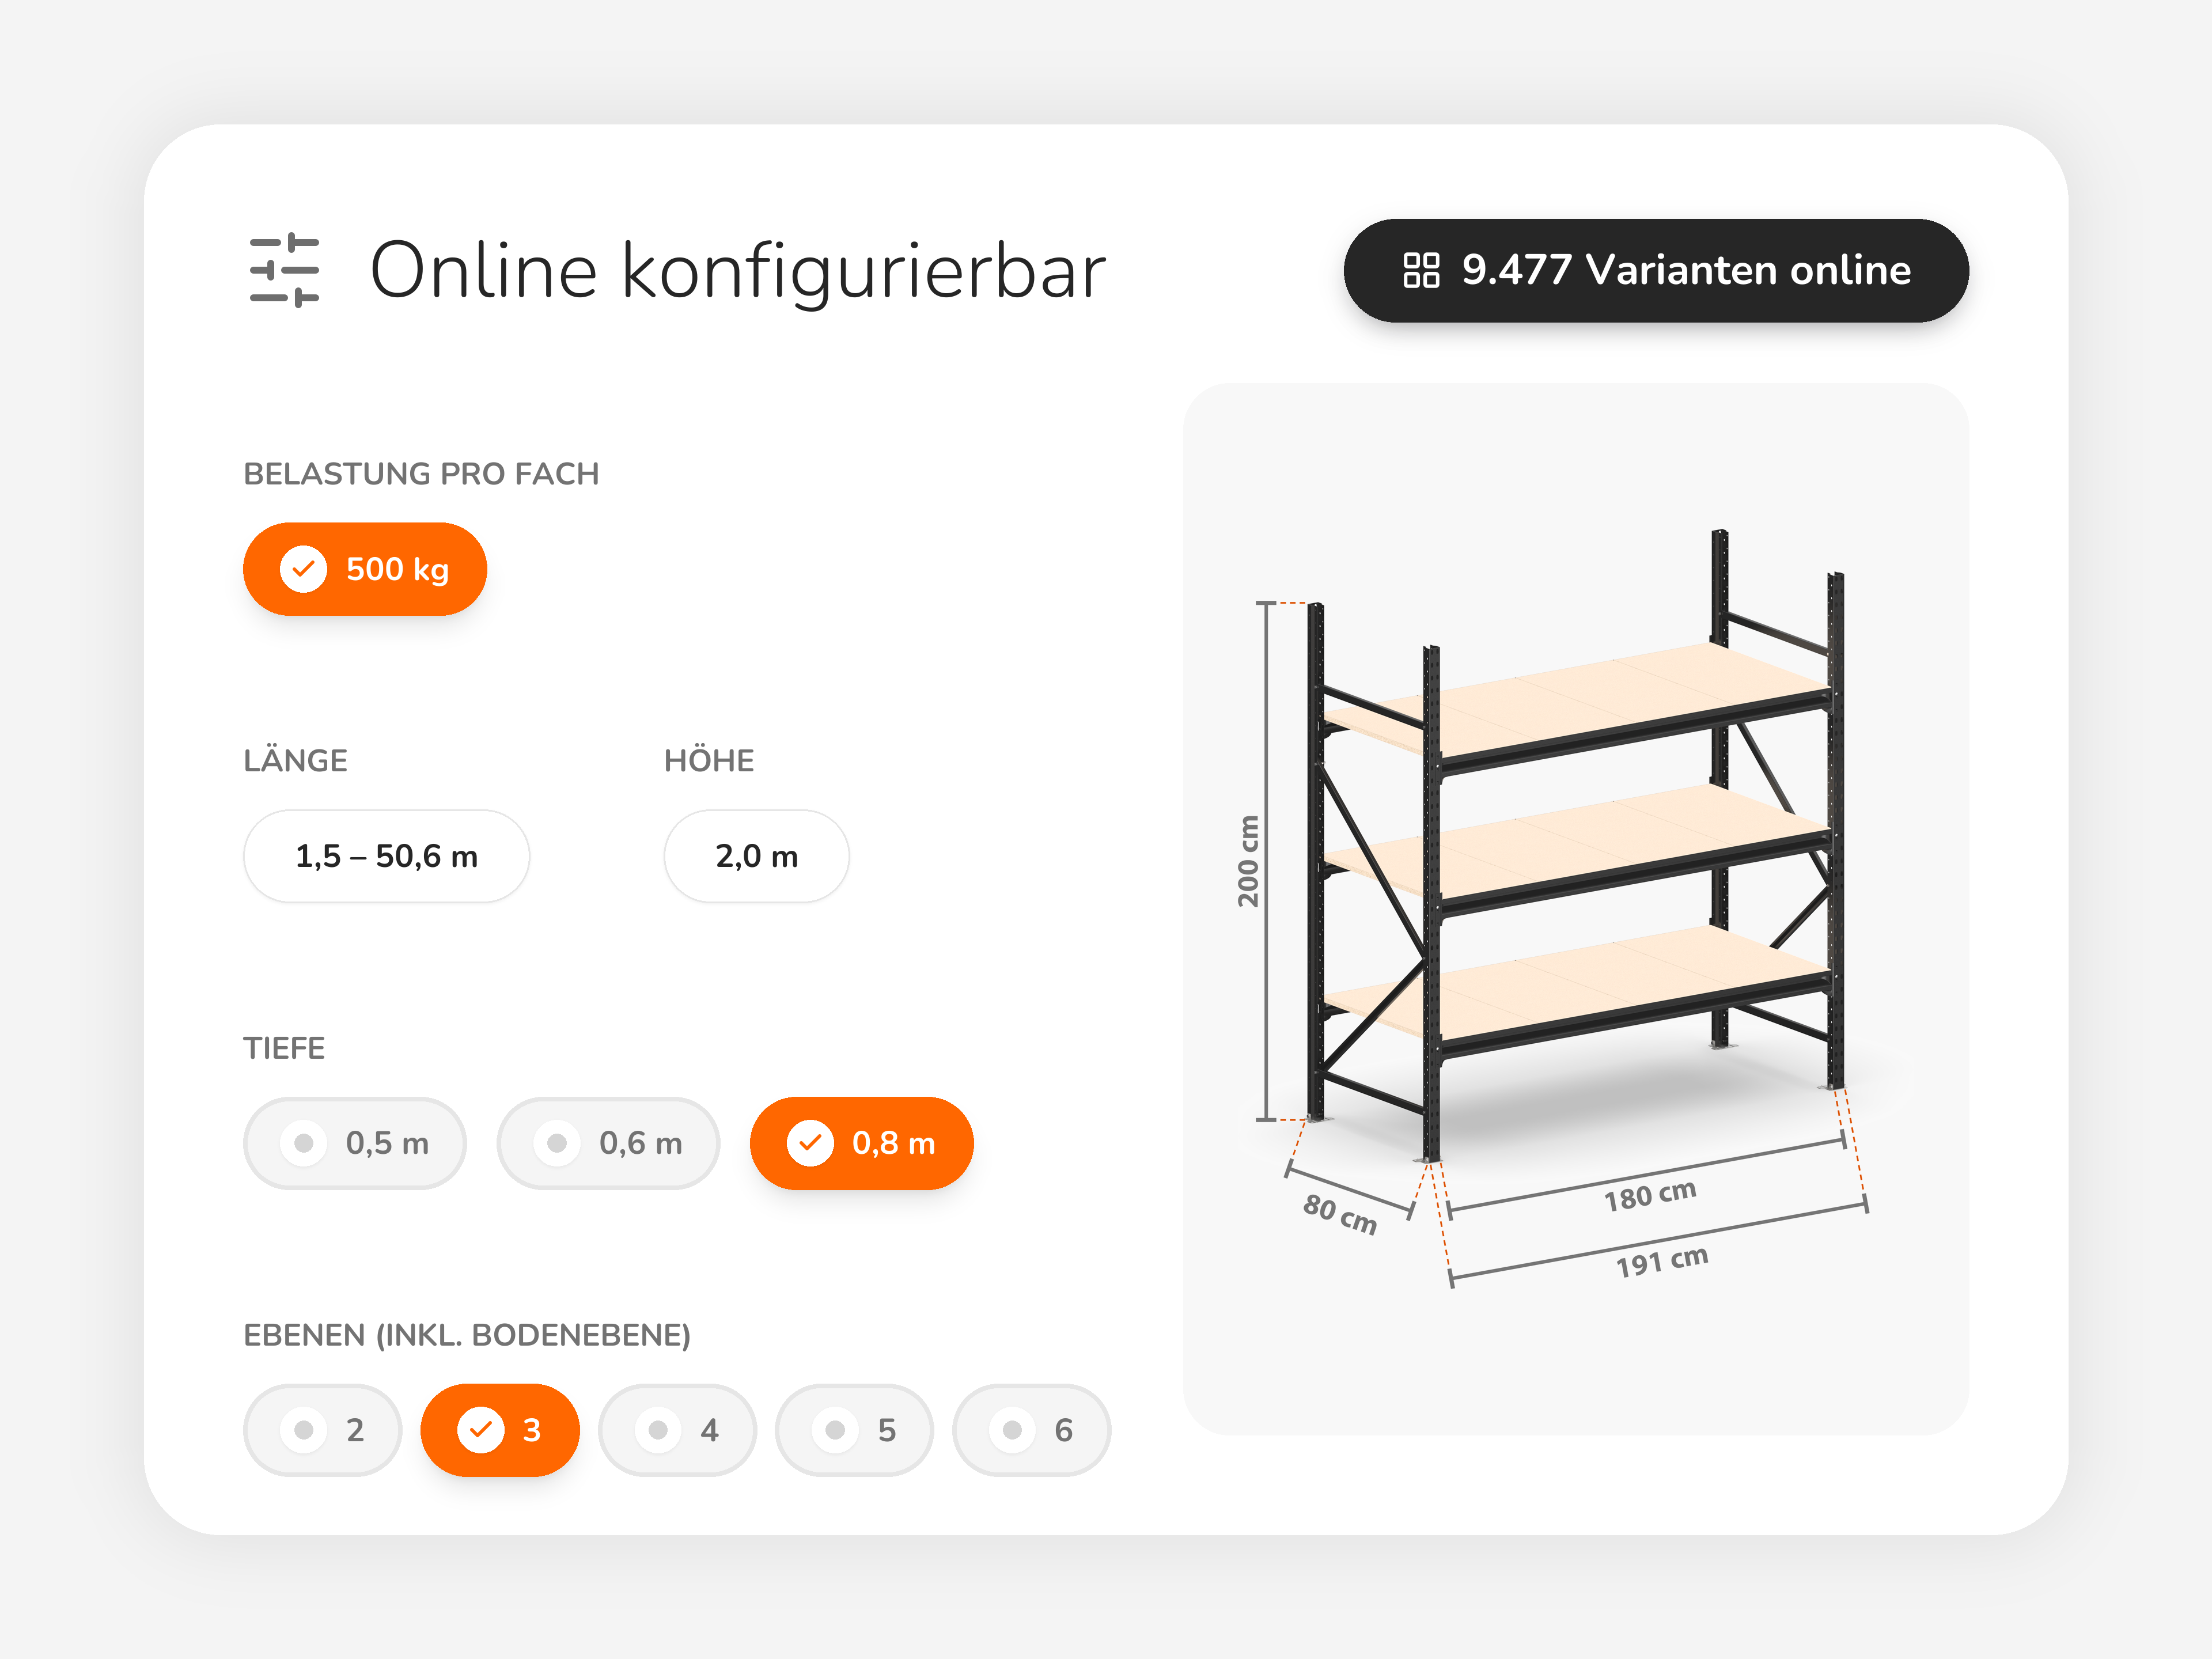 Online konfigurierbar
9.477 Varianten online
BELASTUNG PRO FACH
500 kg
LÄNGE
HÖHE
1,5 – 50,6 m
2,0 m
TIEFE
0,5 m
0,6 m
0,8 m
EBENEN (INKL. BODENEBENE)
2
3
4
5
6
200 cm
80 cm
180 cm
191 cm